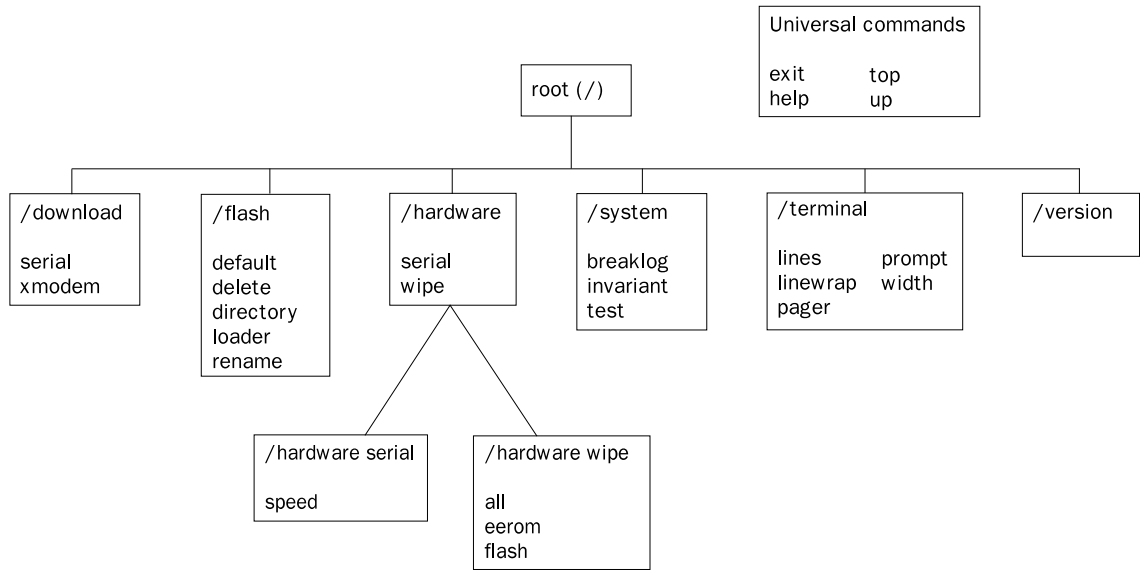 Universal commands
exit top
help up
root (/)
/download
serial
xmodem
/flash
default
delete
directory
loader
rename
/hardware
serial
wipe
/system
breaklog
invariant
test
/terminal
lines prompt
linewrap width
pager
/version
/hardware serial
speed
/hardware wipe
all
eerom
flash